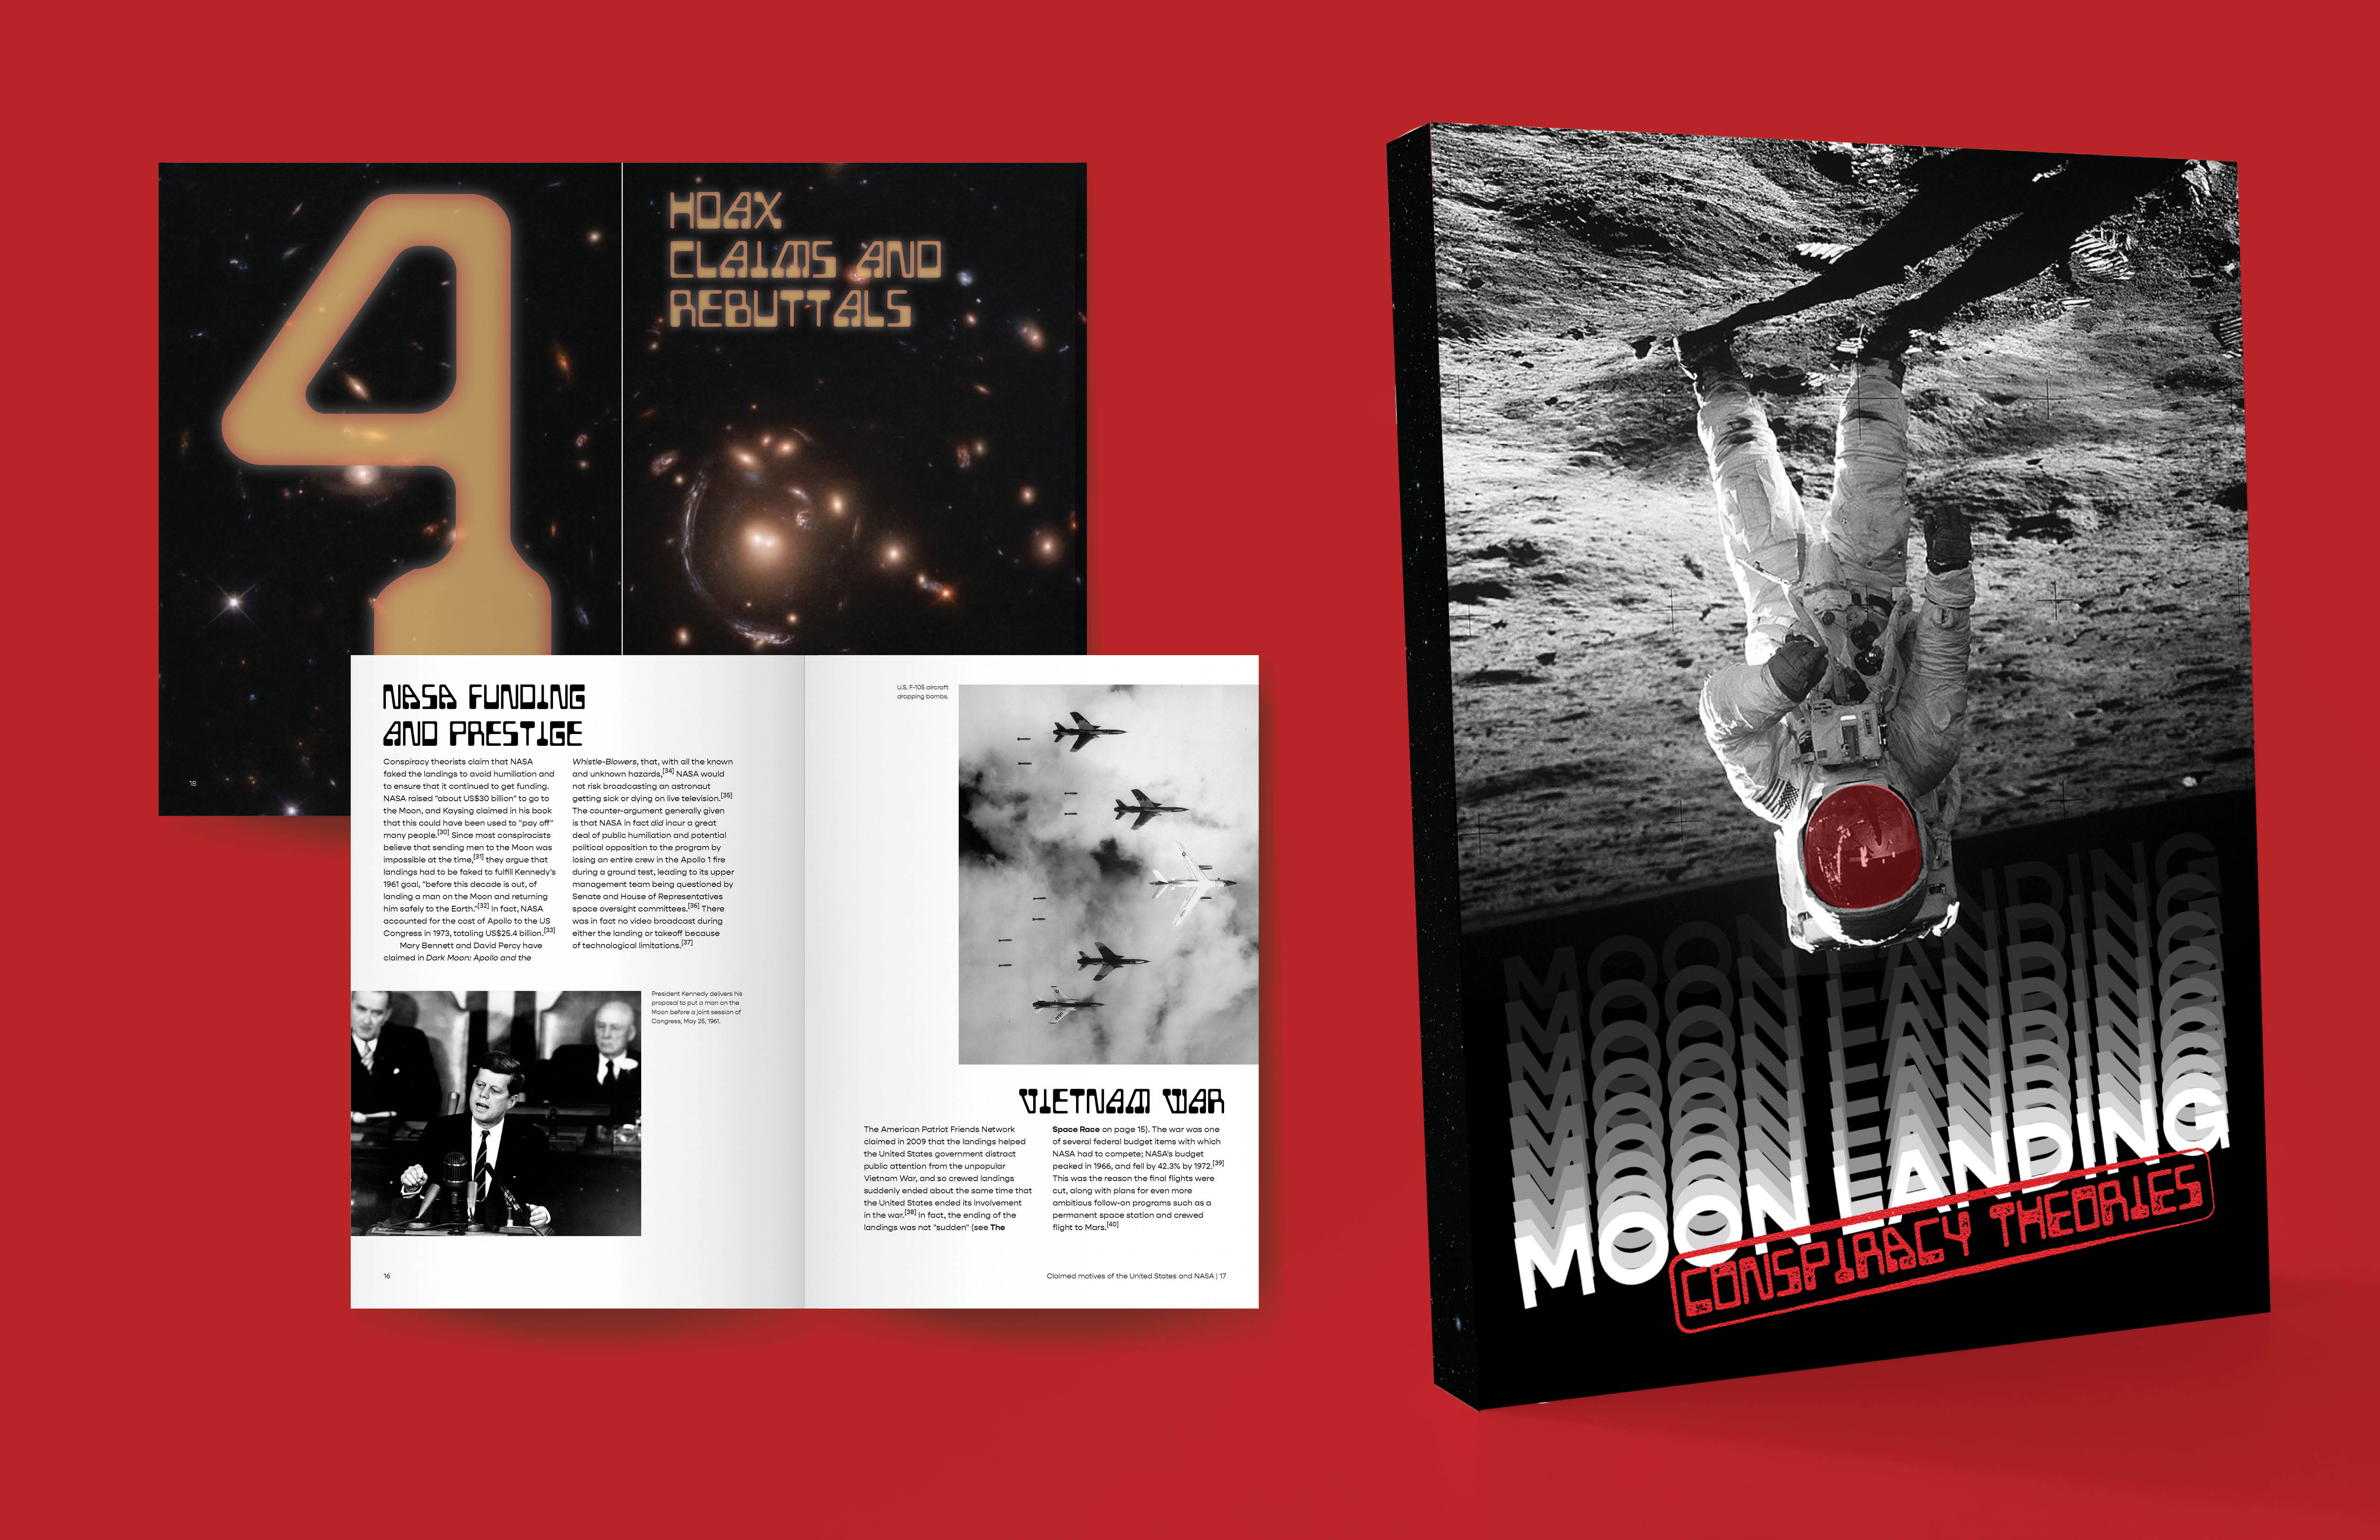 4
HOAX
CLAIMS AND
REBUTTALS
18
NASA FUNDING
AND PRESTIGE
Conspiracy theorists claim that NASA
faked the landings to avoid humiliation and
to ensure that it continued to get funding.
NASA raised "about US$30 billion" to go to
the Moon, and Kaysing claimed in his book
that this could have been used to "pay off"
many people.[30] Since most conspiracists
believe that sending men to the Moon was
impossible at the time,[31] they argue that
landings had to be faked to fulfill Kennedy's
1961 goal, "before this decade is out, of
landing a man on the Moon and returning
him safely to the Earth."[32] In fact, NASA
accounted for the cost of Apollo to the US
Congress in 1973, totaling US$25.4 billion.[33]
Mary Bennett and David Percy have
claimed in Dark Moon: Apollo and the
Whistle-Blowers, that, with all the known
and unknown hazards,[34] NASA would
not risk broadcasting an astronaut
getting sick or dying on live television.[35]
The counter-argument generally given
is that NASA in fact did incur a great
deal of public humiliation and potential
political opposition to the program by
losing an entire crew in the Apollo 1 fire
during a ground test, leading to its upper
management team being questioned by
Senate and House of Representatives
space oversight committees.[36] There
was in fact no video broadcast during
either the landing or takeoff because
of technological limitations.[37]
President Kennedy delivers his
proposal to put a man on the
Moon before a joint session of
Congress, May 25, 1961.
16
U.S. F-105 aircraft
dropping bombs.
VIETNAM WAR
The American Patriot Friends Network
claimed in 2009 that the landings helped
the United States government distract
public attention from the unpopular
Vietnam War, and so crewed landings
suddenly ended about the same time that
the United States ended its involvement
in the war.[38] In fact, the ending of the
landings was not "sudden" (see The
Space Race on page 15). The war was one
of several federal budget items with which
NASA had to compete; NASA's budget
peaked in 1966, and fell by 42.3% by 1972.[39]
This was the reason the final flights were
cut, along with plans for even more
ambitious follow-on programs such as a
permanent space station and crewed
flight to Mars.[40]
Claimed motives of the United States and NASA | 17
MOON LANDING
MOON LANDING
MOON LANDING
MOON LANDING
MOON LANDING
MOON LANDING
MOON LANDING
MOON LANDING
MOON LANDING
CONSPIRACY THEORIES